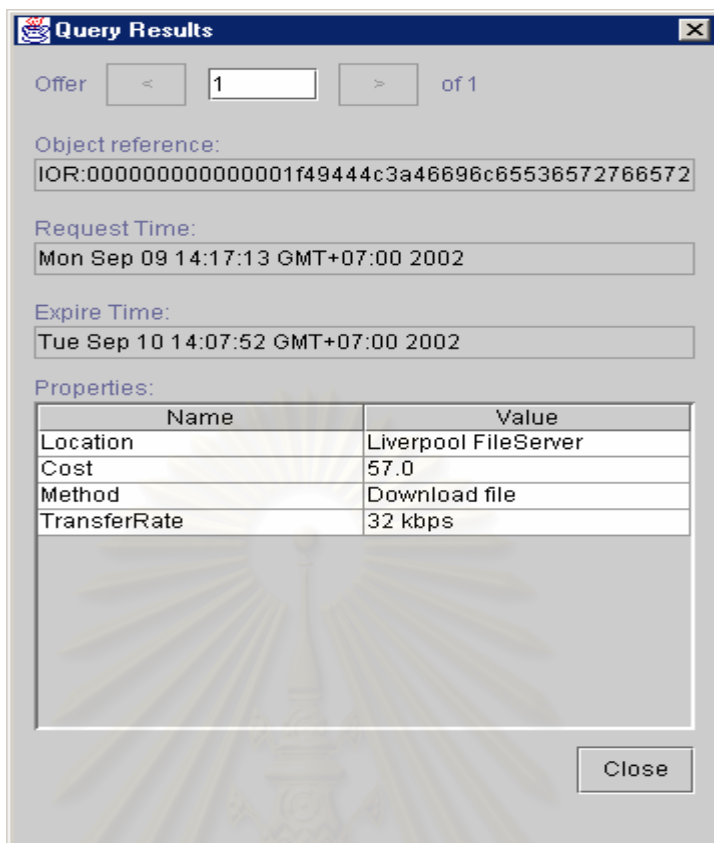 Query Results
Offer < 1 > of 1
Object reference:
IOR:0000000000000001f49444c3a46696c65536572766572
Request Time:
Mon Sep 09 14:17:13 GMT+07:00 2002
Expire Time:
Tue Sep 10 14:07:52 GMT+07:00 2002
Properties:
Name Value
Location Liverpool FileServer
Cost 57.0
Method Download file
TransferRate 32 kbps
Close